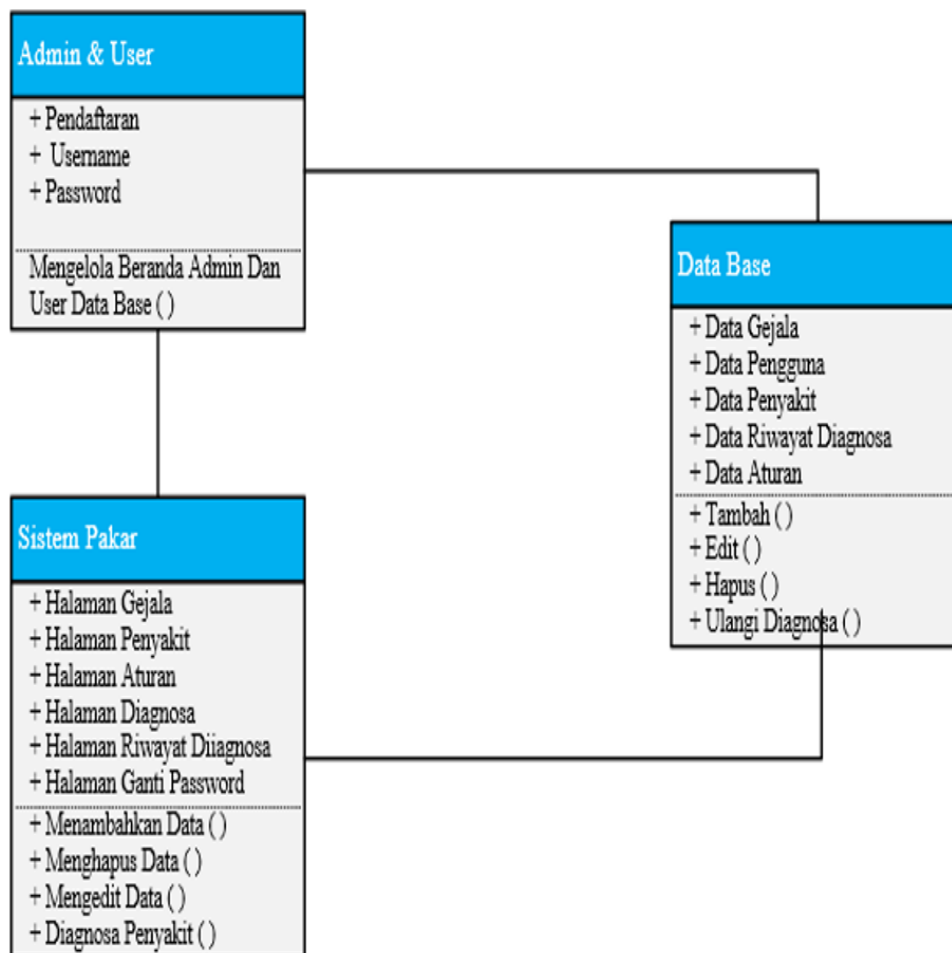 Admin & User
+ Pendaftaran
+ Username
+ Password
Mengelola Beranda Admin Dan
User Data Base ( )
Data Base
+ Data Gejala
+ Data Pengguna
+ Data Penyakit
+ Data Riwayat Diagnosa
+ Data Aturan
+ Tambah ( )
+ Edit ( )
+ Hapus ( )
+ Ulangi Diagnosa ( )
Sistem Pakar
+ Halaman Gejala
+ Halaman Penyakit
+ Halaman Aturan
+ Halaman Diagnosa
+ Halaman Riwayat Diiagnosa
+ Halaman Ganti Password
+ Menambahkan Data ( )
+ Menghapus Data ( )
+ Mengedit Data ( )
+ Diagnosa Penyakit ( )